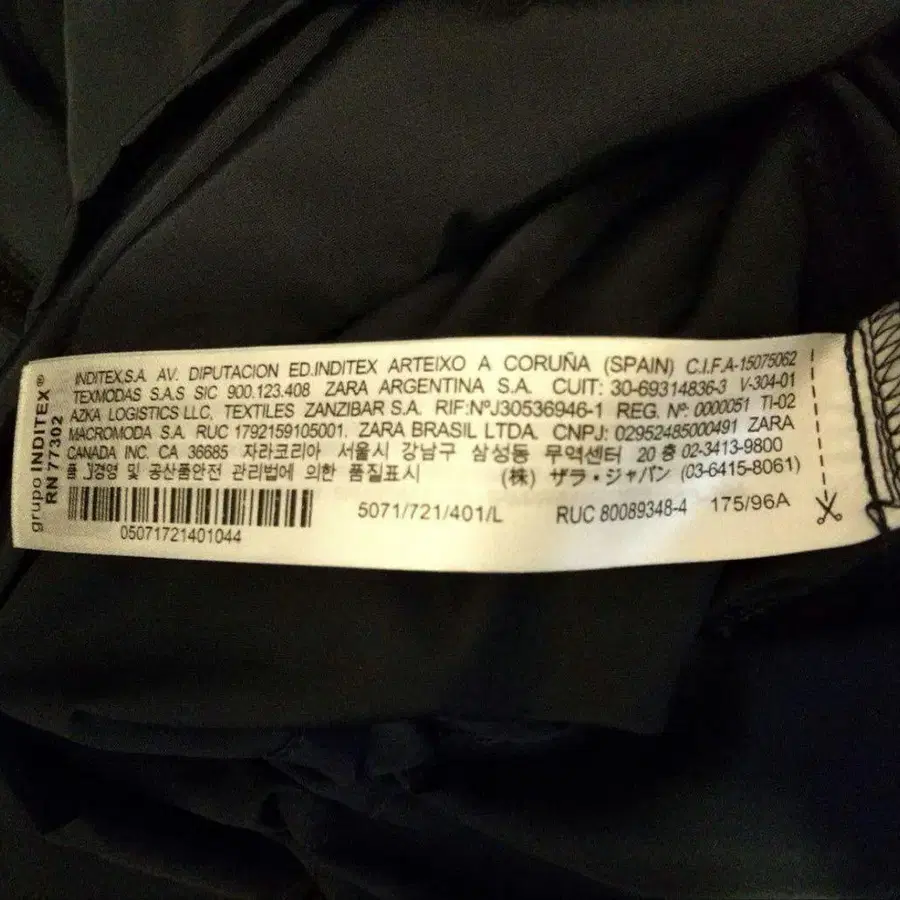 grupo INDITEX®
RN 77302
INDITEX,S.A. AV. DIPUTACION ED.INDITEX ARTEIXO A CORUÑA (SPAIN) C.I.F.A-15075062
TEXMODAS S.A.S SIC 900.123.408 ZARA ARGENTINA S.A. CUIT: 30-69314836-3 V-304-01
AZKA LOGISTICS LLC, TEXTILES ZANZIBAR S.A. RIF:NºJ30536946-1 REG. Nº: 0000051 TI-02
MACROMODA S.A. RUC 1792159105001. ZARA BRASIL LTDA. CNPJ: 02952485000491 ZARA
CANADA INC. CA 36685 자라코리아 서울시 강남구 삼성동 무역센터 20 층 02-3413-9800
및 공산품안전 관리법에 의한 품질표시 (株) ザラ・ジャパン (03-6415-8061)
5071/721/401/L RUC 80089348-4 175/96A
05071721401044